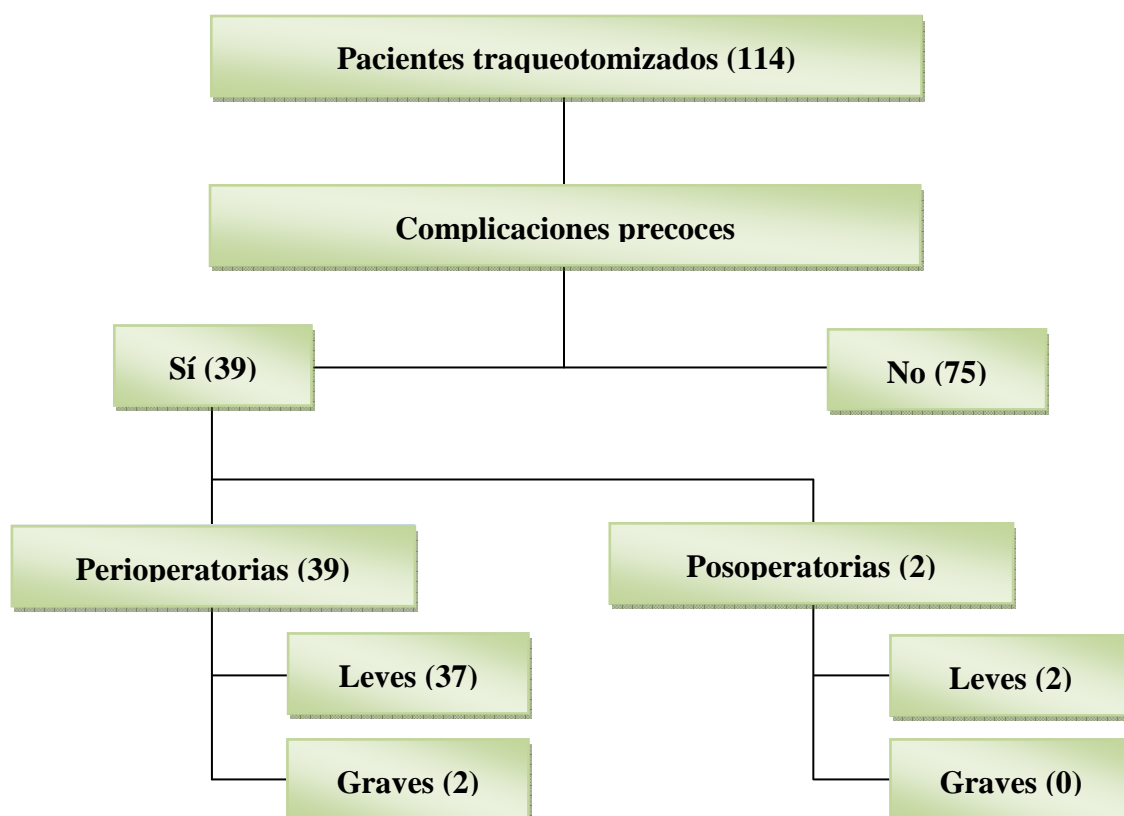 Pacientes traqueotomizados (114)
Complicaciones precoces
Sí (39)
No (75)
Perioperatorias (39)
Posoperatorias (2)
Leves (37)
Leves (2)
Graves (2)
Graves (0)